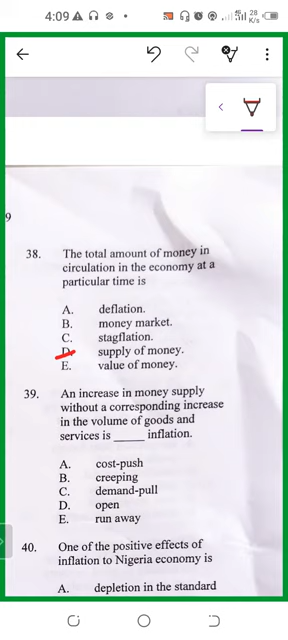 4:09
28
K/s
9
38. The total amount of money in
circulation in the economy at a
particular time is
A. deflation.
B. money market.
C. stagflation.
D. supply of money.
E. value of money.
39. An increase in money supply
without a corresponding increase
in the volume of goods and
services is _____ inflation.
A. cost-push
B. creeping
C. demand-pull
D. open
E. run away
40. One of the positive effects of
inflation to Nigeria economy is
A. depletion in the standard